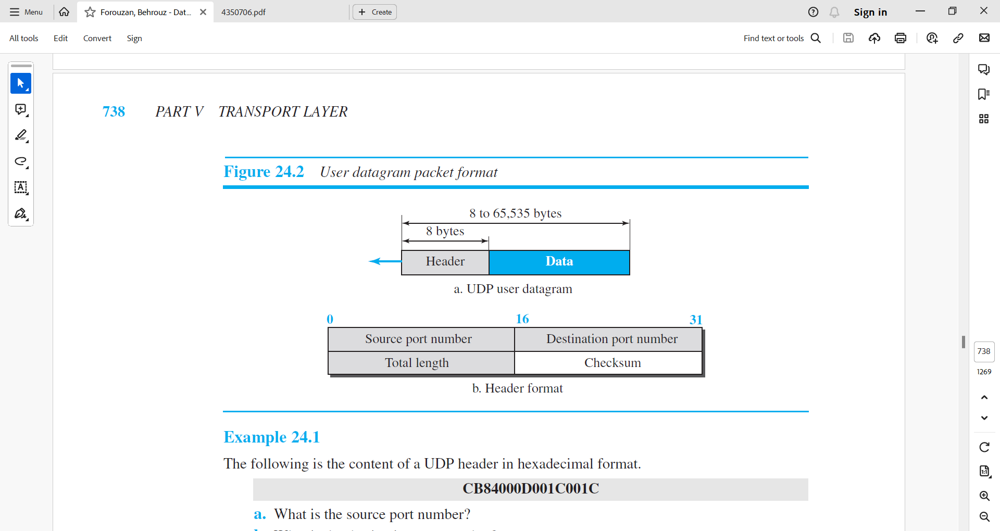 Menu
Forouzan, Behrouz - Dat...
4350706.pdf
Create
Sign in
All tools
Edit
Convert
Sign
Find text or tools
738 PART V TRANSPORT LAYER
Figure 24.2 User datagram packet format
8 to 65,535 bytes
8 bytes
Header
Data
a. UDP user datagram
0 16 31
Source port number
Destination port number
Total length
Checksum
b. Header format
Example 24.1
The following is the content of a UDP header in hexadecimal format.
CB84000D001C001C
a. What is the source port number?
738
1269